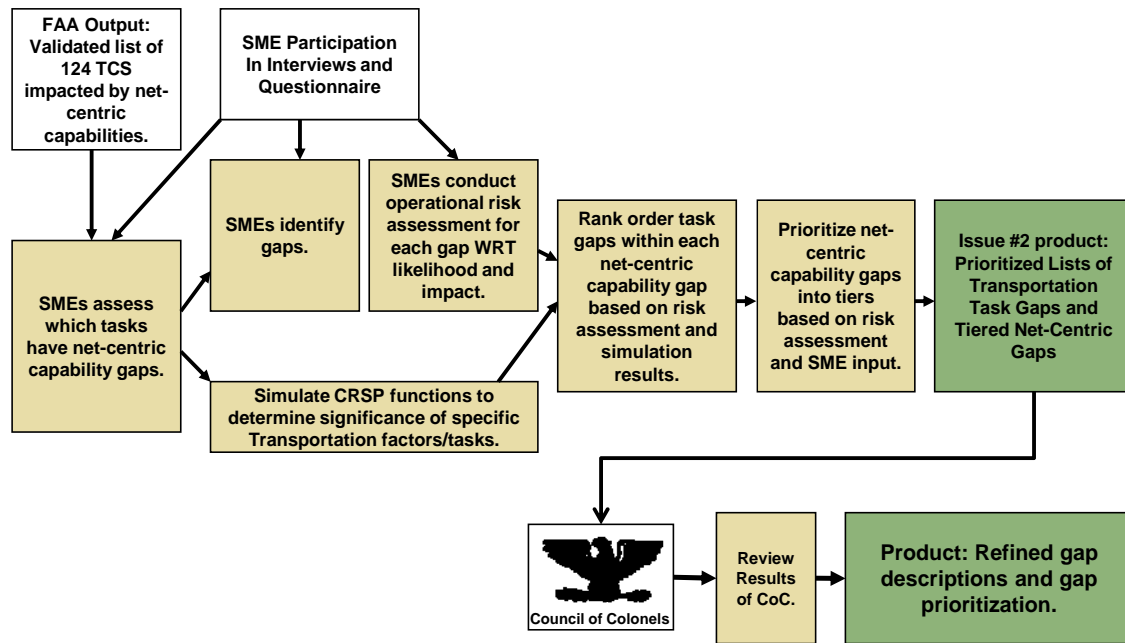 FAA Output:
Validated list of
124 TCS
impacted by net-
centric
capabilities.
SME Participation
In Interviews and
Questionnaire
SMEs assess
which tasks
have net-centric
capability gaps.
SMEs identify
gaps.
SMEs conduct
operational risk
assessment for
each gap WRT
likelihood and
impact.
Simulate CRSP functions to
determine significance of specific
Transportation factors/tasks.
Rank order task
gaps within each
net-centric
capability gap
based on risk
assessment and
simulation
results.
Prioritize net-
centric
capability gaps
into tiers
based on risk
assessment
and SME input.
Issue #2 product:
Prioritized Lists of
Transportation
Task Gaps and
Tiered Net-Centric
Gaps
Council of Colonels
Review
Results
of CoC.
Product: Refined gap
descriptions and gap
prioritization.